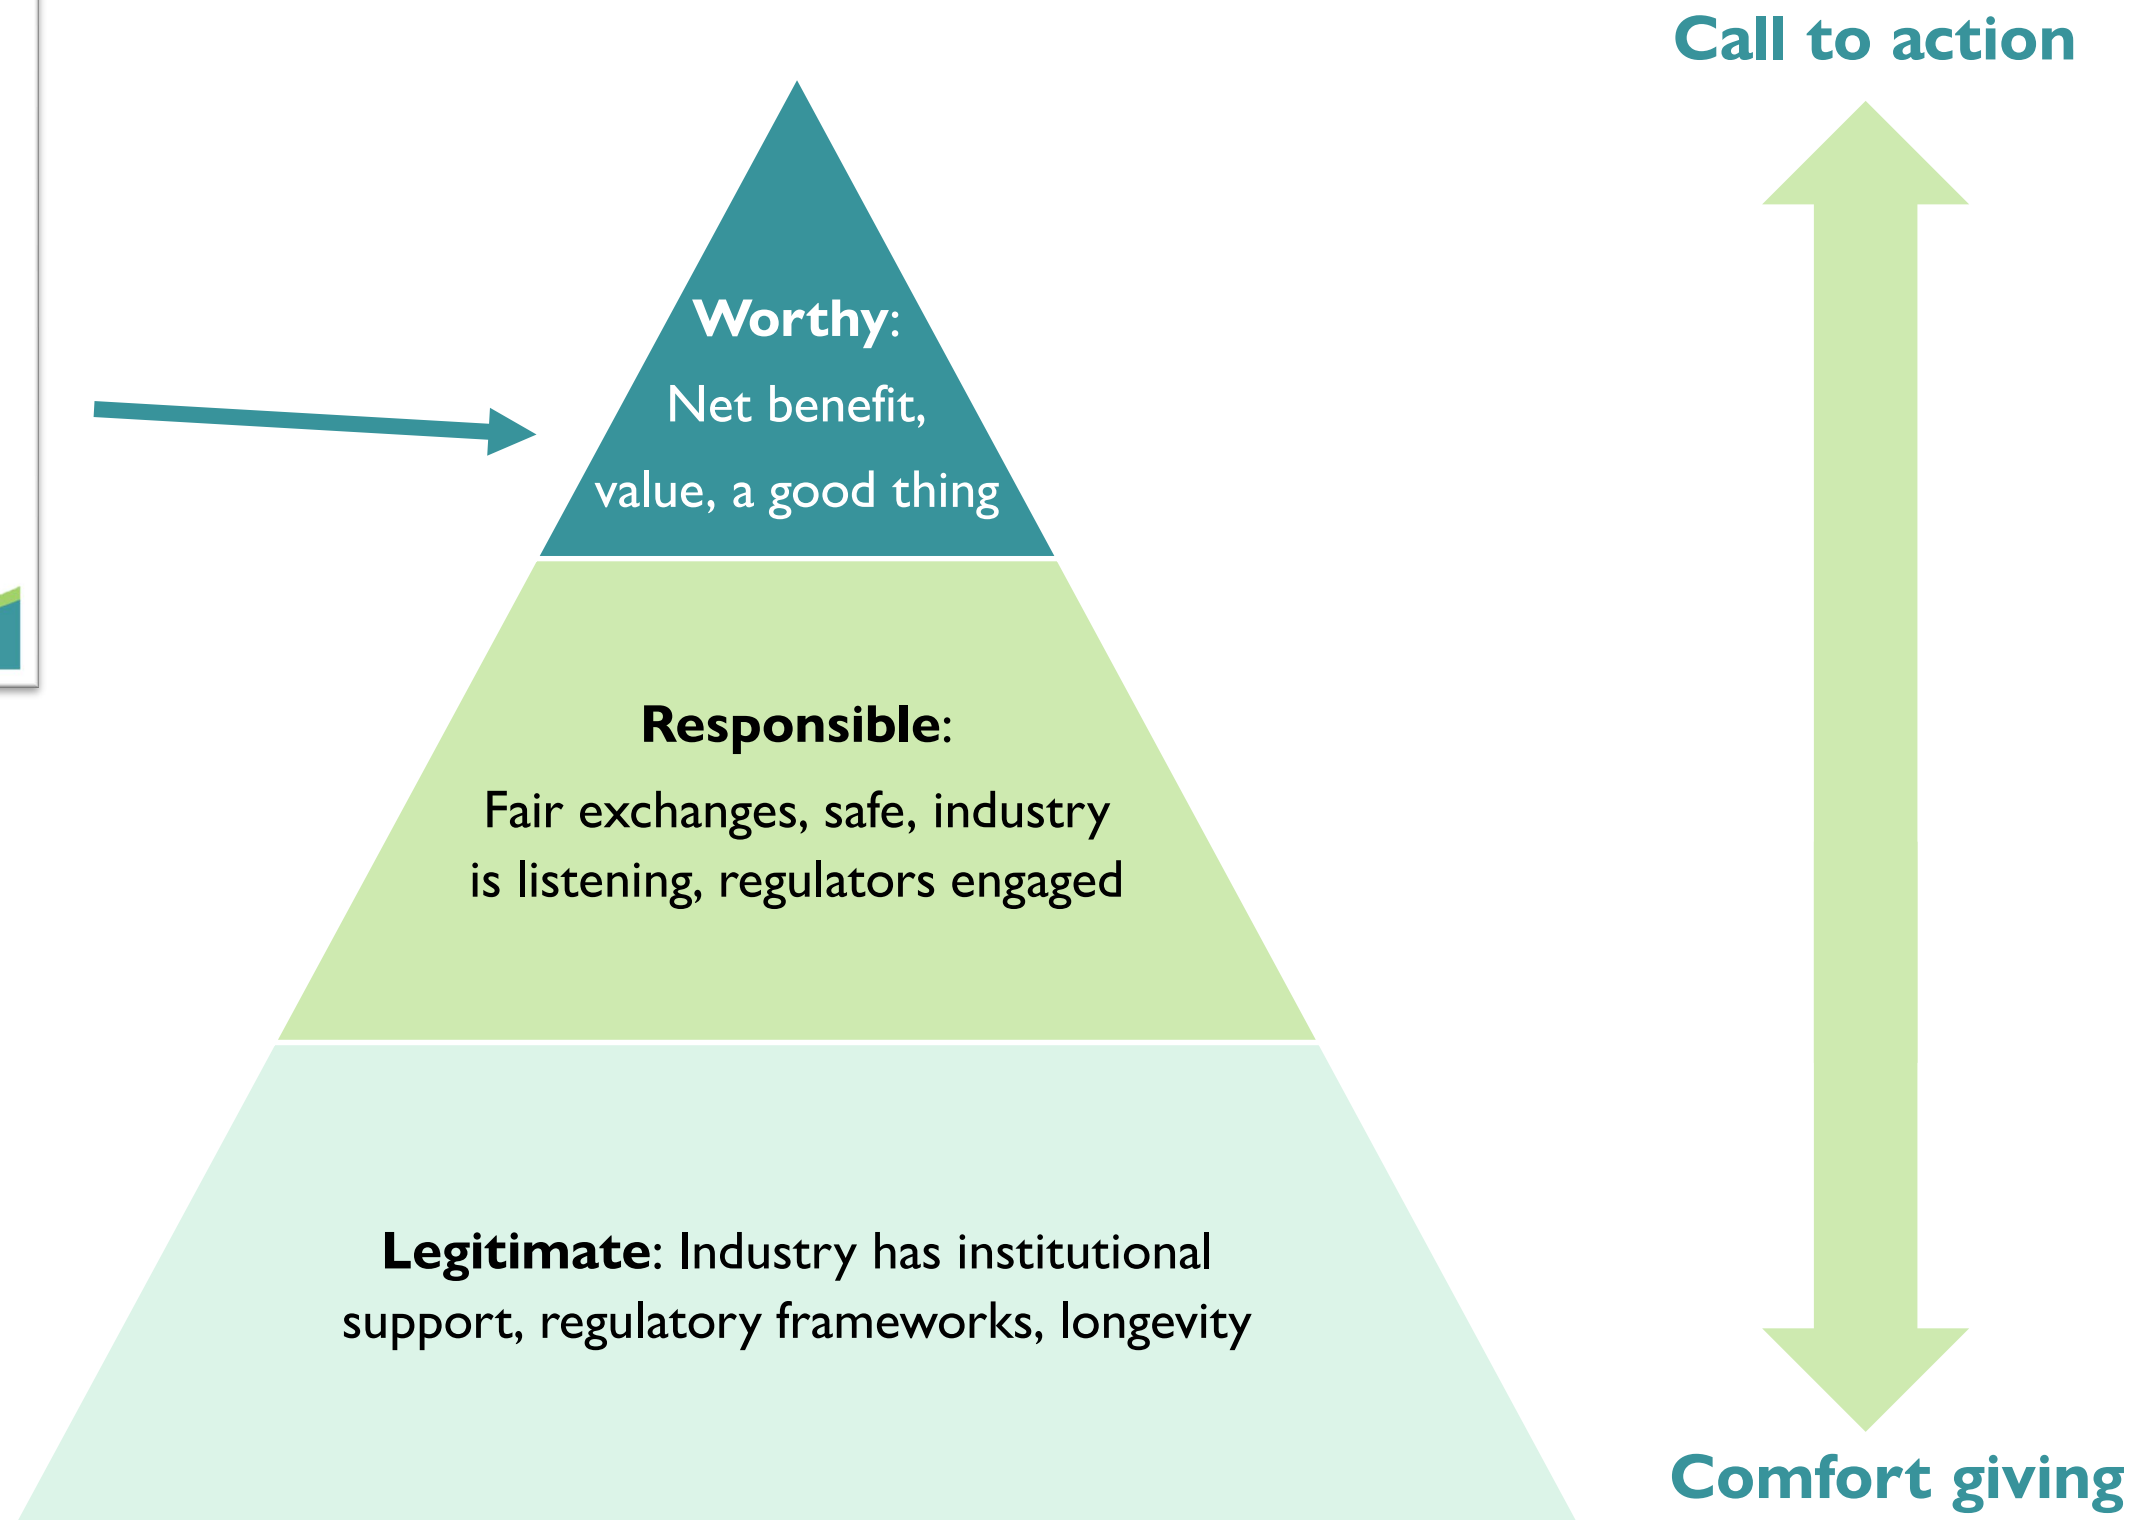 Call to action
Worthy:
Net benefit,
value, a good thing
Responsible:
Fair exchanges, safe, industry
is listening, regulators engaged
Legitimate: Industry has institutional
support, regulatory frameworks, longevity
Comfort giving